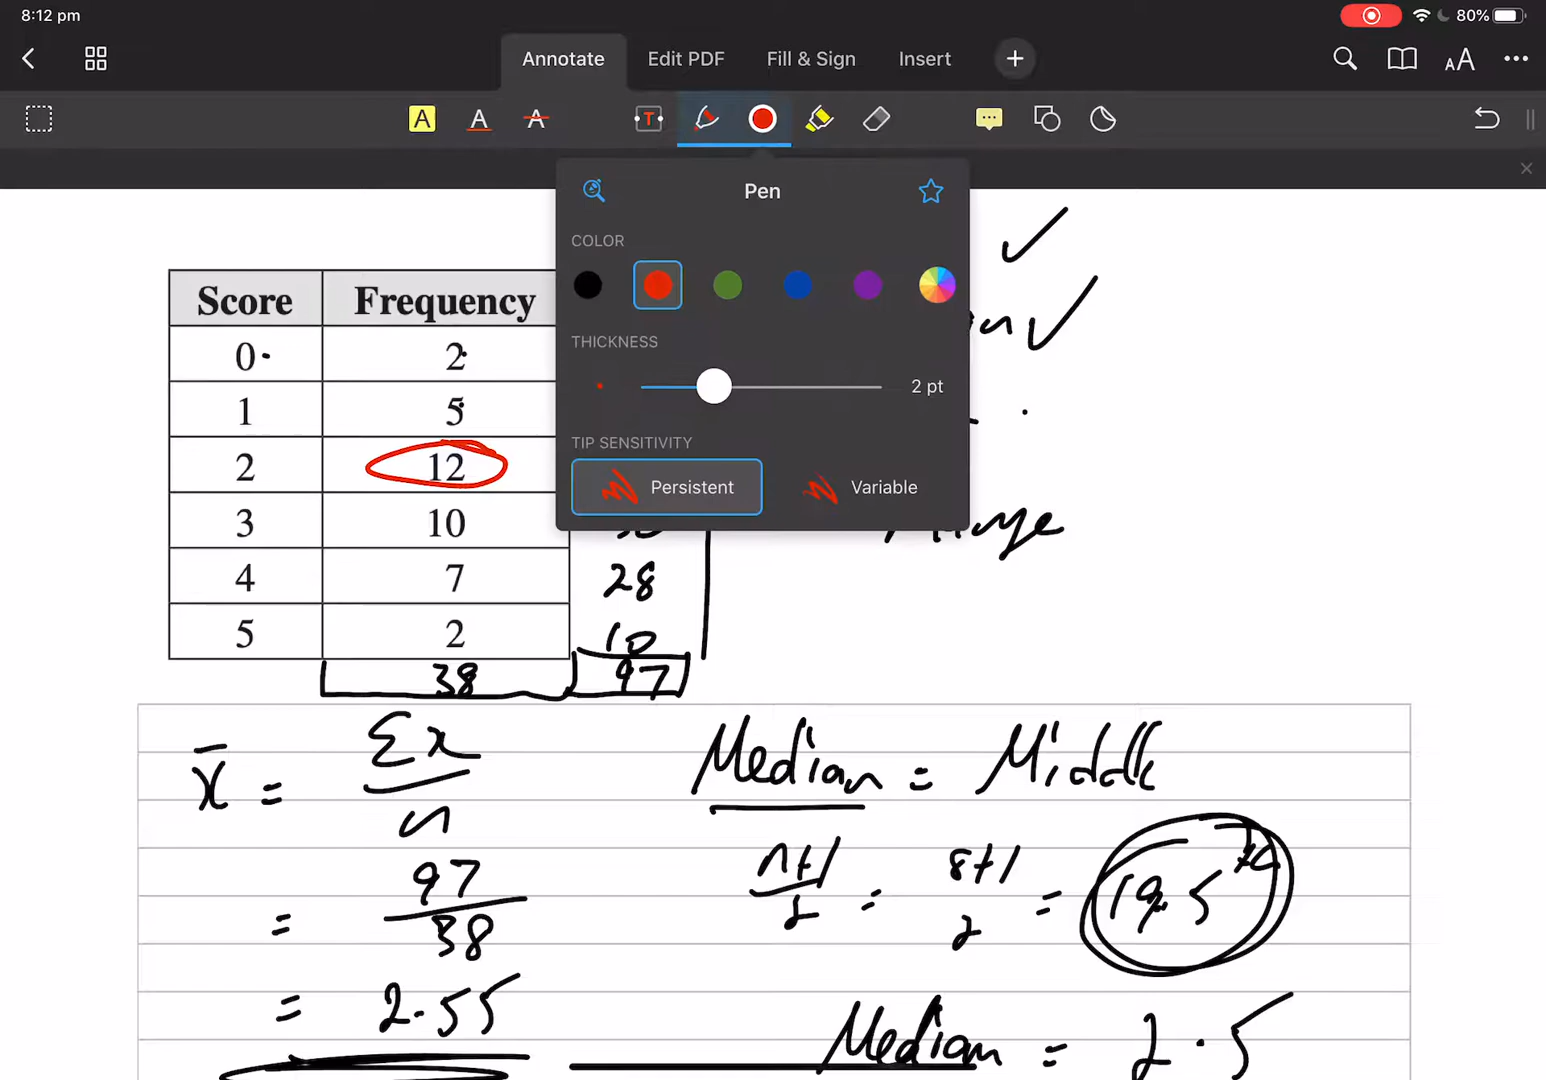 8:12 pm
80%
Annotate Edit PDF Fill & Sign Insert
Pen
COLOR
THICKNESS
2 pt
TIP SENSITIVITY
Persistent Variable
Score Frequency
0 2
1 5
2 12
3 10
4 7 28
5 2 10
38 97
x̄ = Σx / n
= 97 / 38
= 2.55
Median = Middle
n+1 / 2 = 8+1 / 2 = 19.5
Median = 2.5